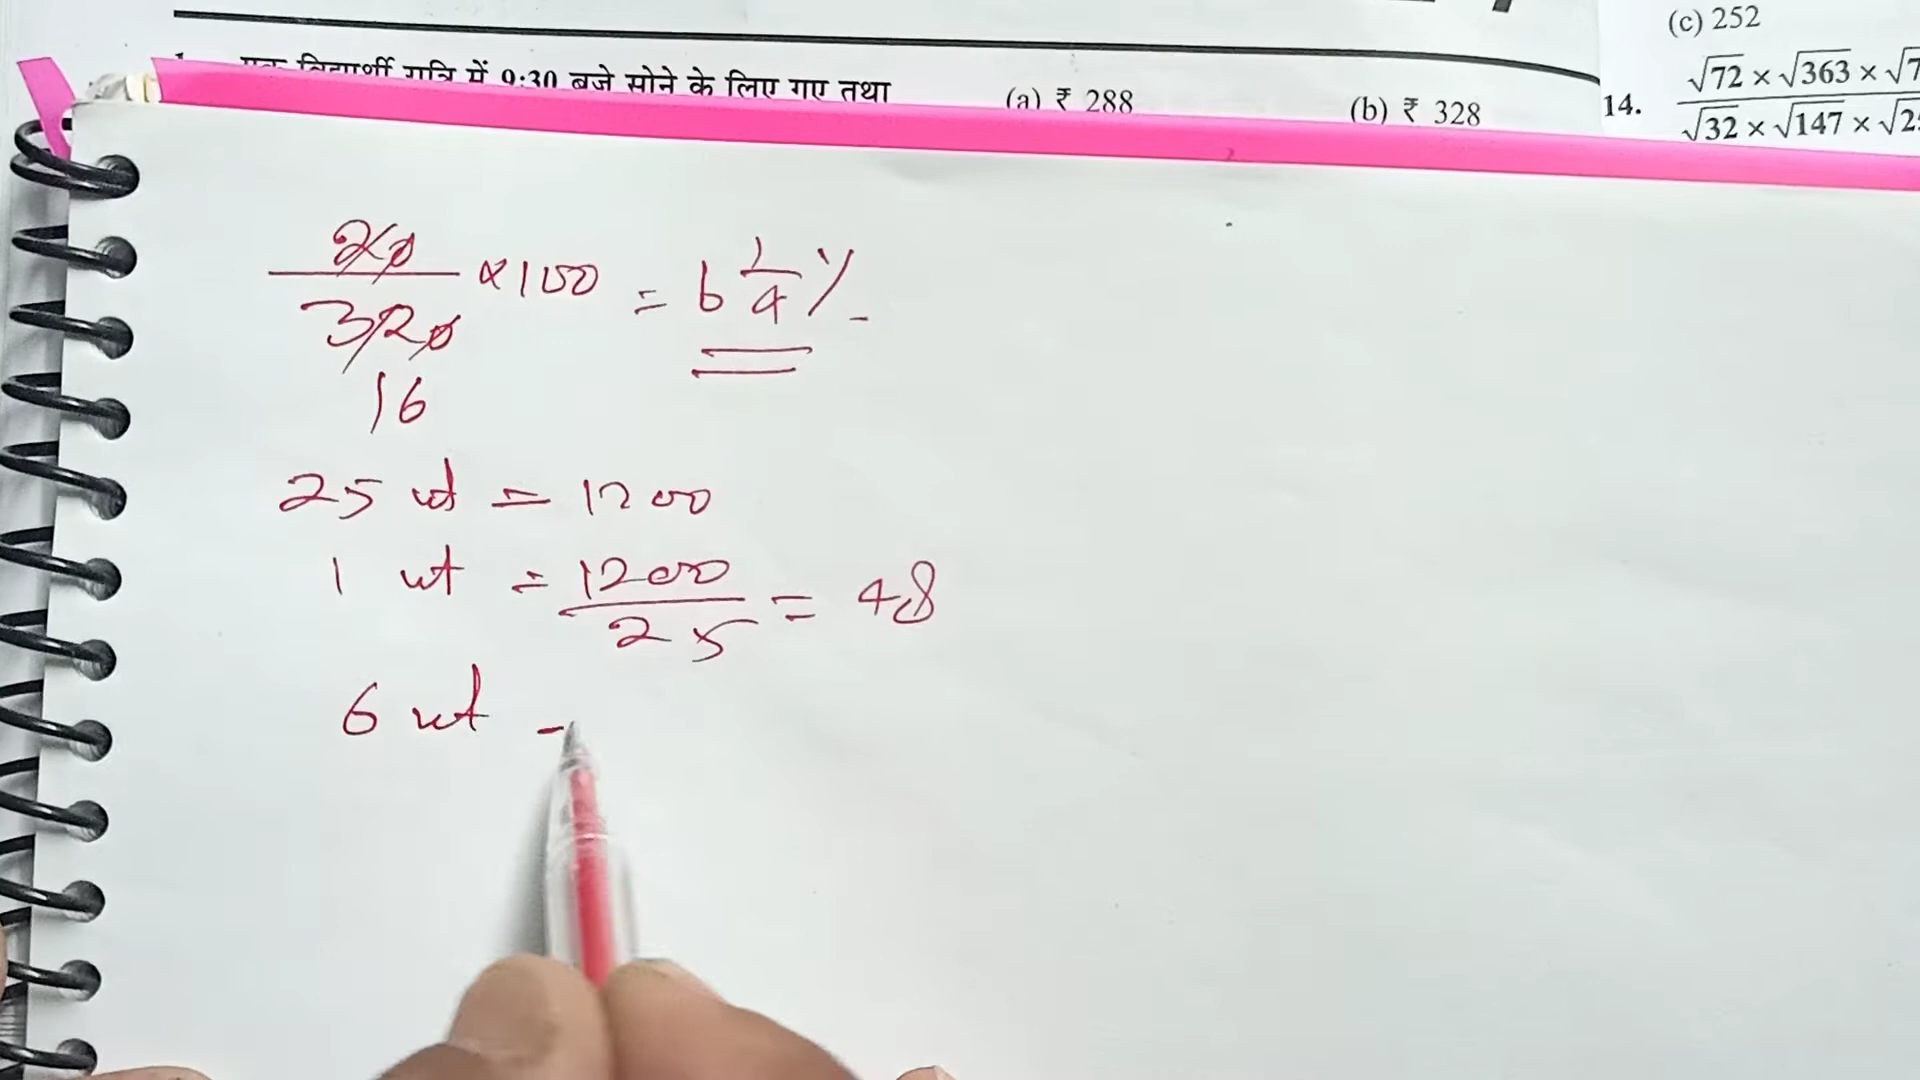 (c) 252
विद्यार्थी रात्रि में 9:30 बजे सोने के लिए गए तथा
(a) ₹ 288
(b) ₹ 328
14. √72 × √363 × √7
√32 × √147 × √2
20/320 × 100 = 6 1/4 %
16
25 wt = 1200
1 wt = 1200/25 = 48
6 wt -